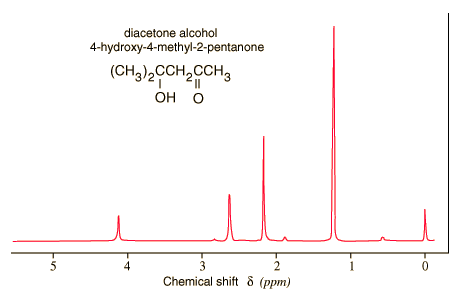 diacetone alcohol
4-hydroxy-4-methyl-2-pentanone
(CH₃)₂CCH₂CCH₃
OH O
5 4 3 2 1 0
Chemical shift δ (ppm)